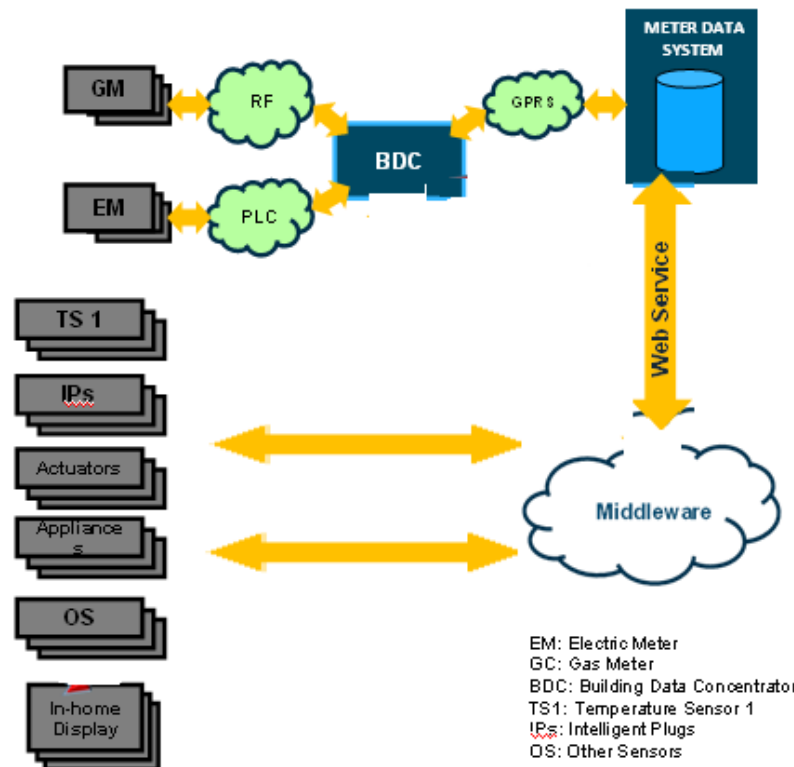 METER DATA
SYSTEM
GM
RF
GPRS
BDC
EM
PLC
Web Service
TS 1
IPs
Actuators
Appliance
s
OS
In-home
Display
Middleware
EM: Electric Meter
GC: Gas Meter
BDC: Building Data Concentrator
TS1: Temperature Sensor 1
IPs: Intelligent Plugs
OS: Other Sensors